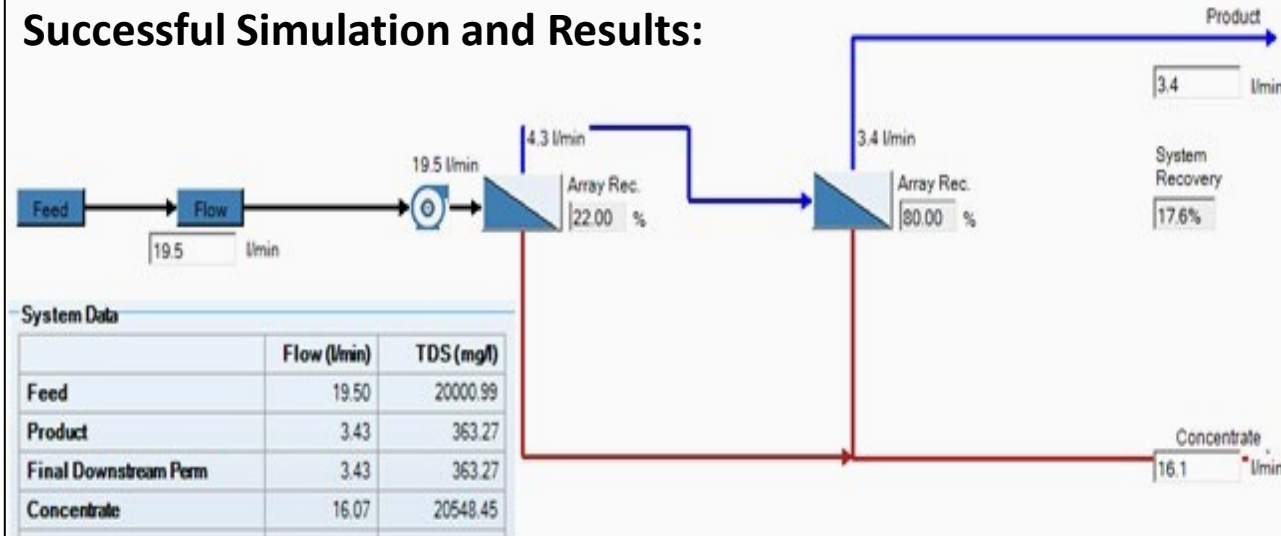 Successful Simulation and Results:
Product
3.4 l/min
4.3 l/min
3.4 l/min
19.5 l/min
System
Recovery
17.6%
Array Rec.
22.00 %
Array Rec.
80.00 %
Feed
Flow
19.5 l/min
System Data
Flow (l/min) TDS (mg/l)
Feed 19.50 20000.99
Product 3.43 363.27
Final Downstream Perm 3.43 363.27
Concentrate 16.07 20548.45
Concentrate
16.1 l/min